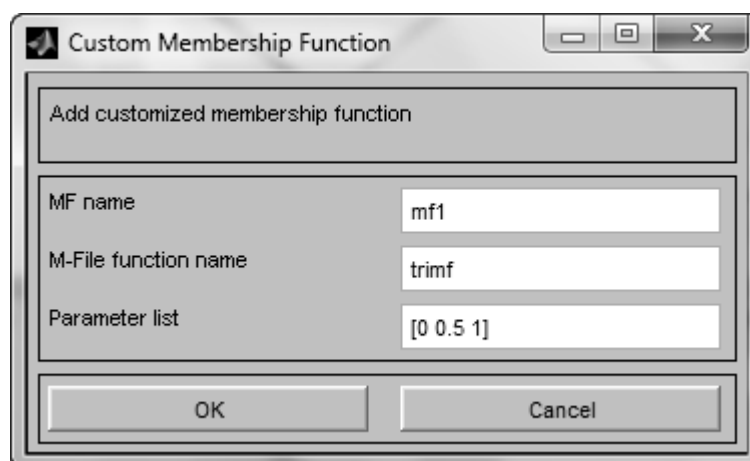 Custom Membership Function
Add customized membership function
MF name
mf1
M-File function name
trimf
Parameter list
[0 0.5 1]
OK
Cancel